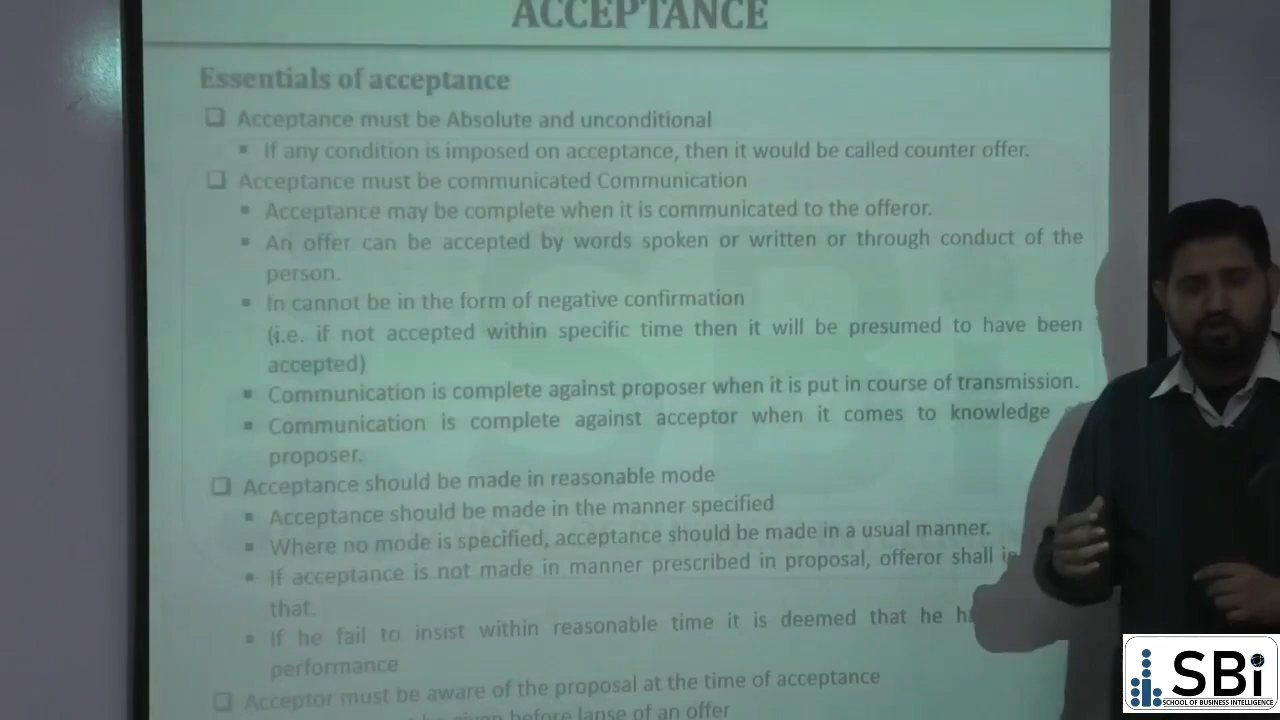 ACCEPTANCE
Essentials of acceptance
❑ Acceptance must be Absolute and unconditional
▪ If any condition is imposed on acceptance, then it would be called counter offer.
❑ Acceptance must be communicated Communication
▪ Acceptance may be complete when it is communicated to the offeror.
▪ An offer can be accepted by words spoken or written or through conduct of the
person.
▪ In cannot be in the form of negative confirmation
(i.e. if not accepted within specific time then it will be presumed to have been
accepted)
▪ Communication is complete against proposer when it is put in course of transmission.
▪ Communication is complete against acceptor when it comes to knowledge
proposer.
❑ Acceptance should be made in reasonable mode
▪ Acceptance should be made in the manner specified
▪ Where no mode is specified, acceptance should be made in a usual manner.
▪ If acceptance is not made in manner prescribed in proposal, offeror shall
that.
▪ If he fail to insist within reasonable time it is deemed that he
performance
❑ Acceptor must be aware of the proposal at the time of acceptance
given before lapse of an offer
SBi
SCHOOL OF BUSINESS INTELLIGENCE